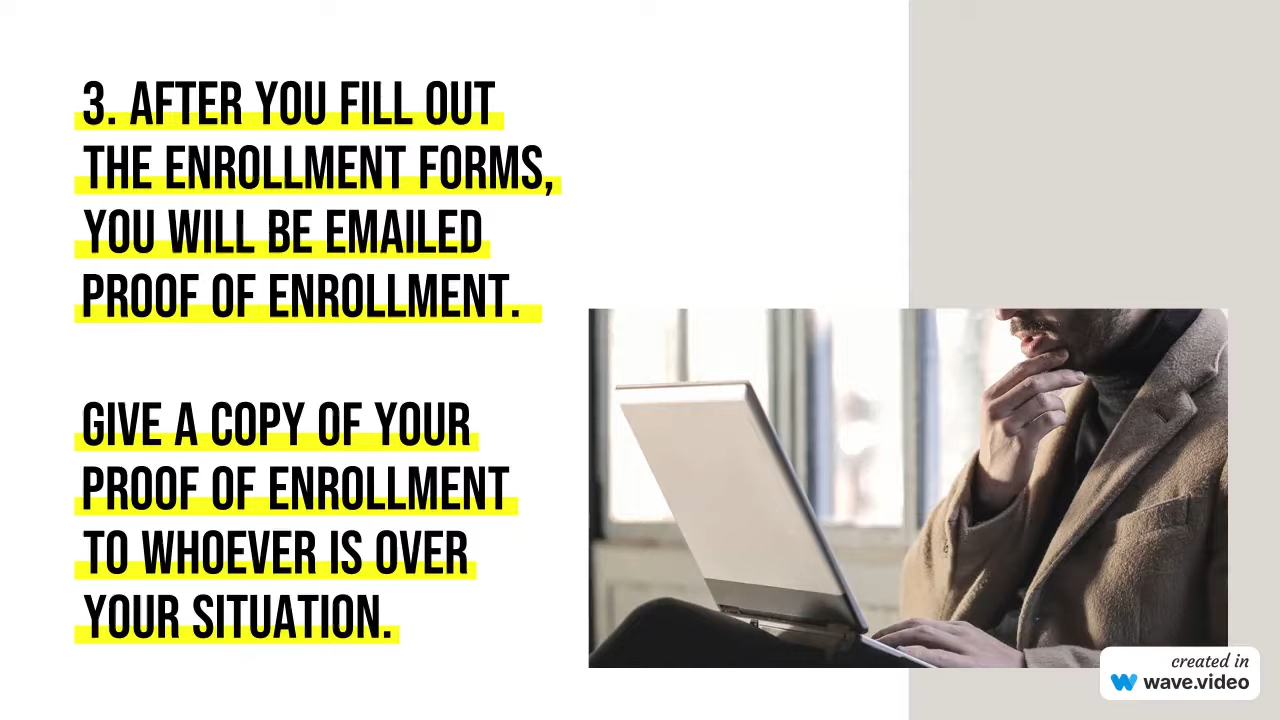 3. AFTER YOU FILL OUT
THE ENROLLMENT FORMS,
YOU WILL BE EMAILED
PROOF OF ENROLLMENT.
GIVE A COPY OF YOUR
PROOF OF ENROLLMENT
TO WHOEVER IS OVER
YOUR SITUATION.
created in
wave.video